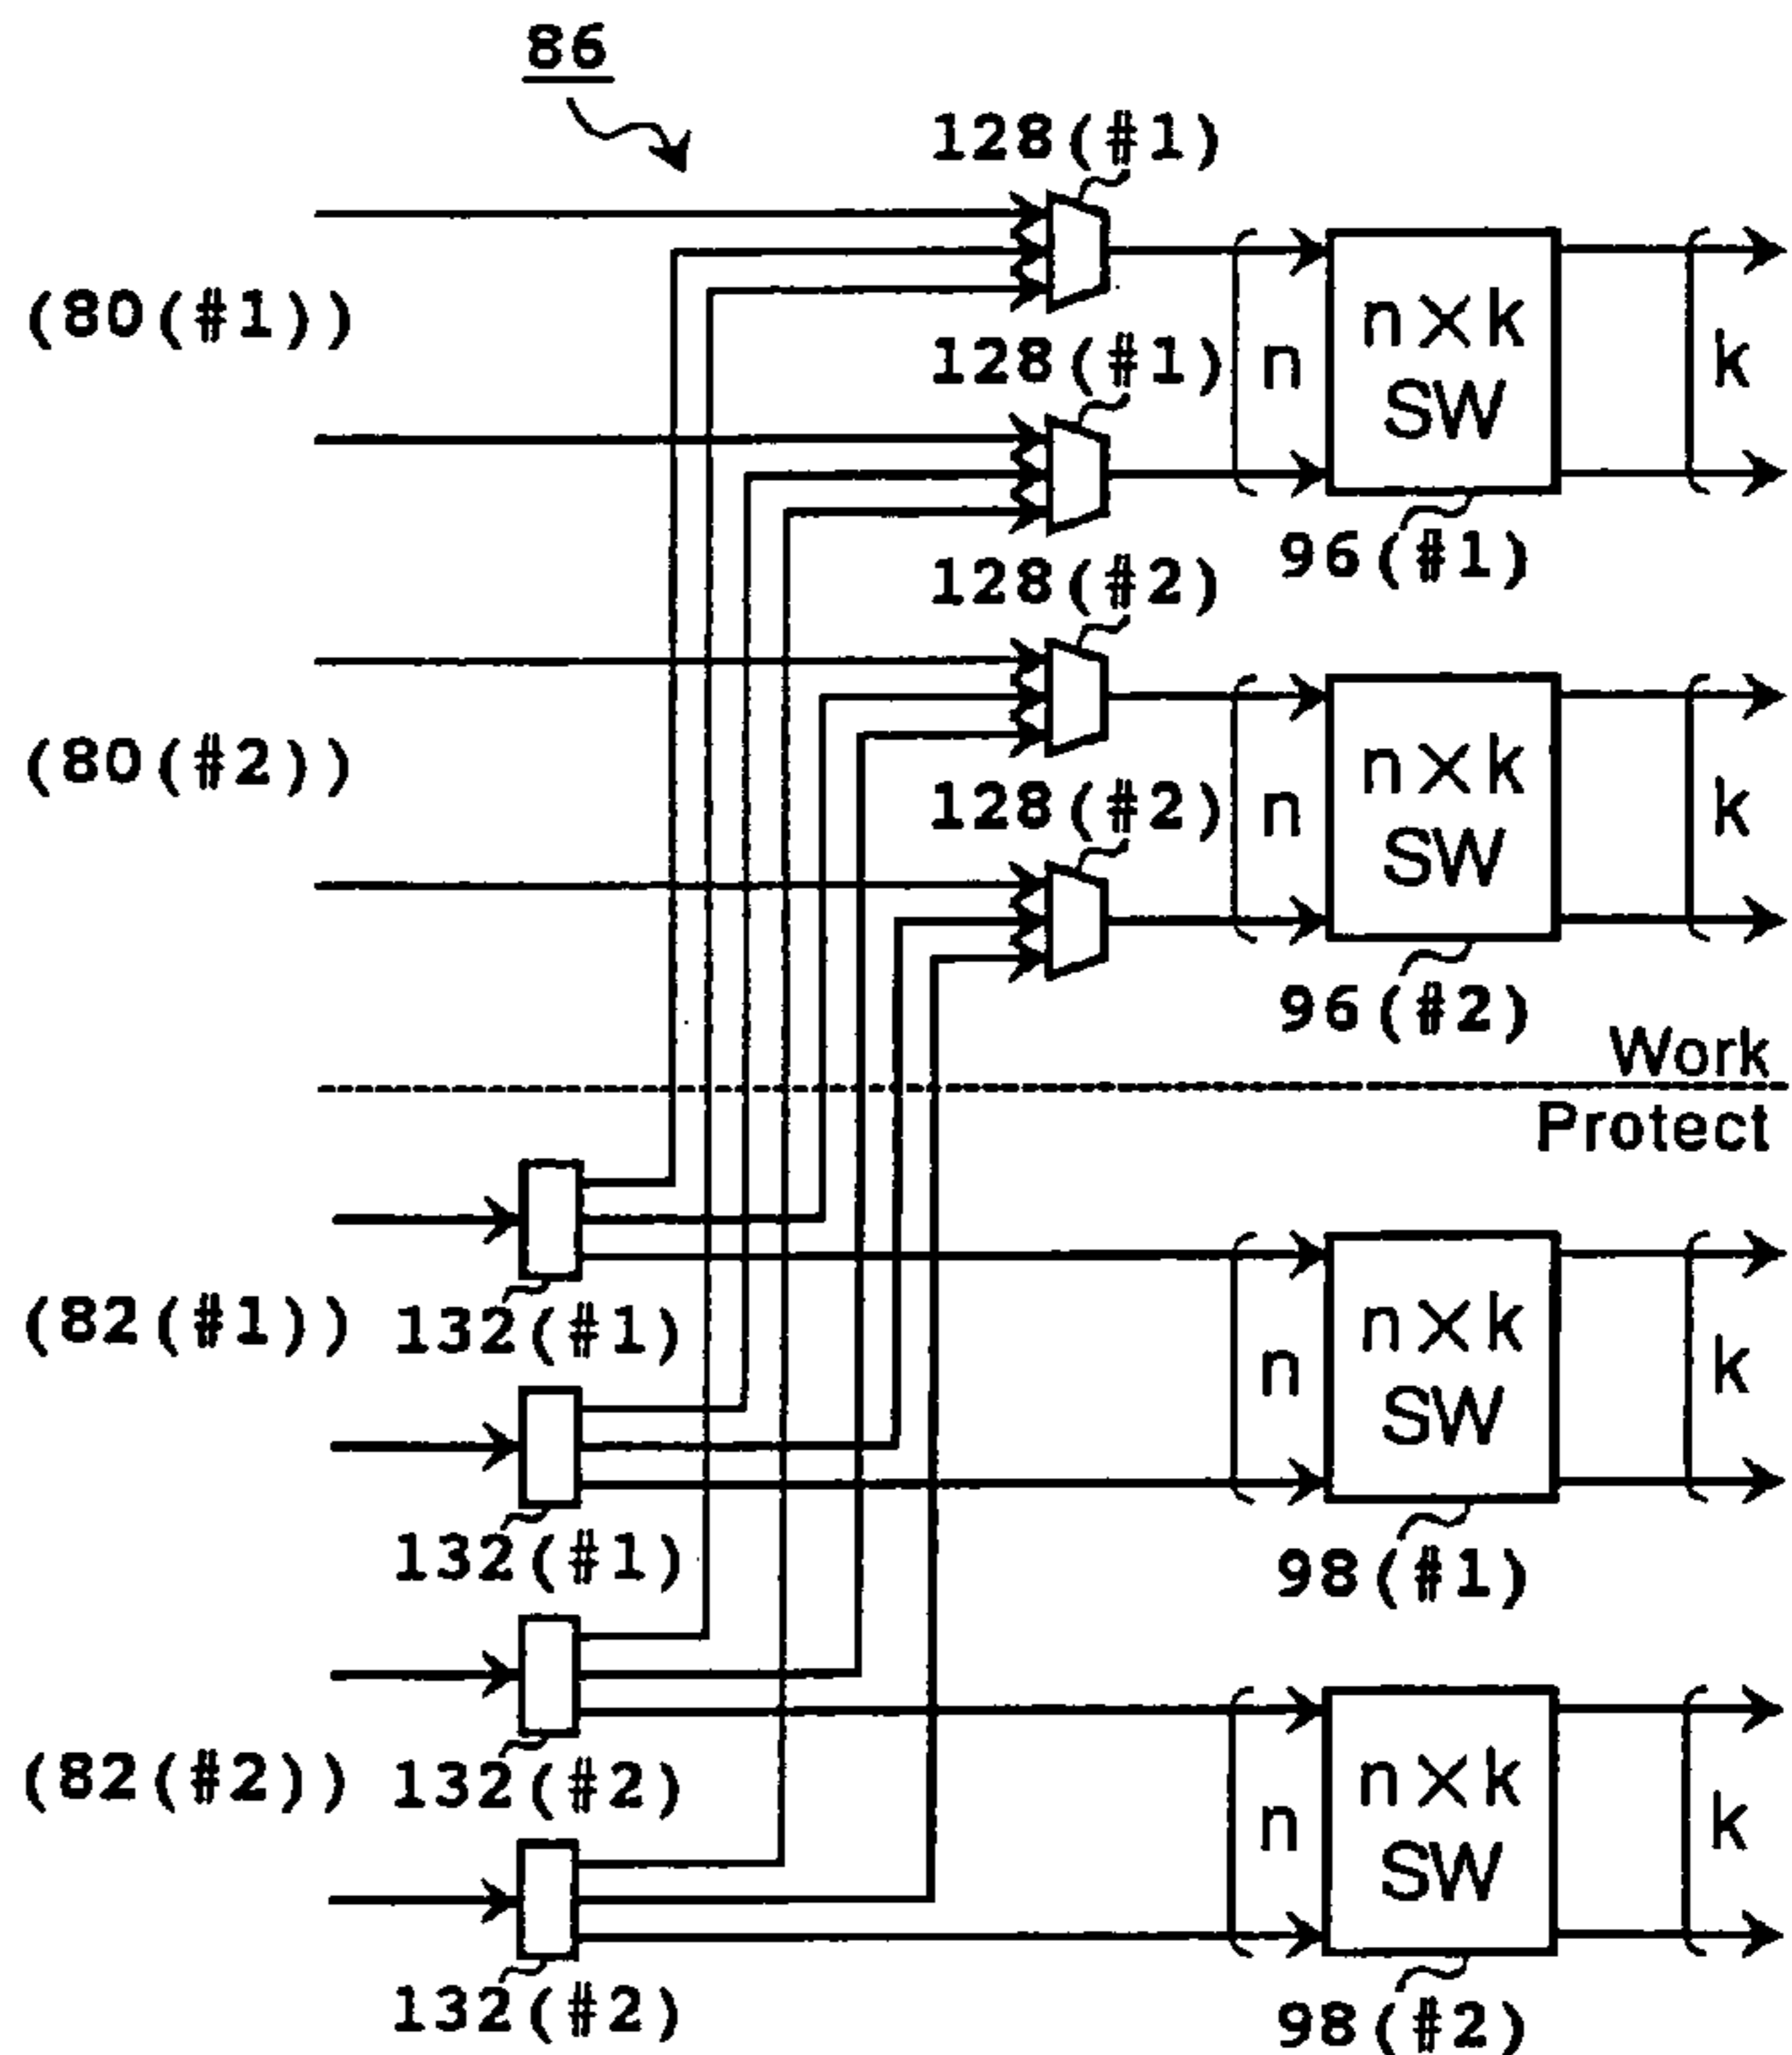 86
128(#1)
(80(#1))
n
n×k
SW
k
128(#1)
96(#1)
128(#2)
(80(#2))
n
n×k
SW
k
128(#2)
96(#2)
Work
Protect
(82(#1))
132(#1)
n
n×k
SW
k
132(#1)
98(#1)
(82(#2))
132(#2)
n
n×k
SW
k
132(#2)
98(#2)